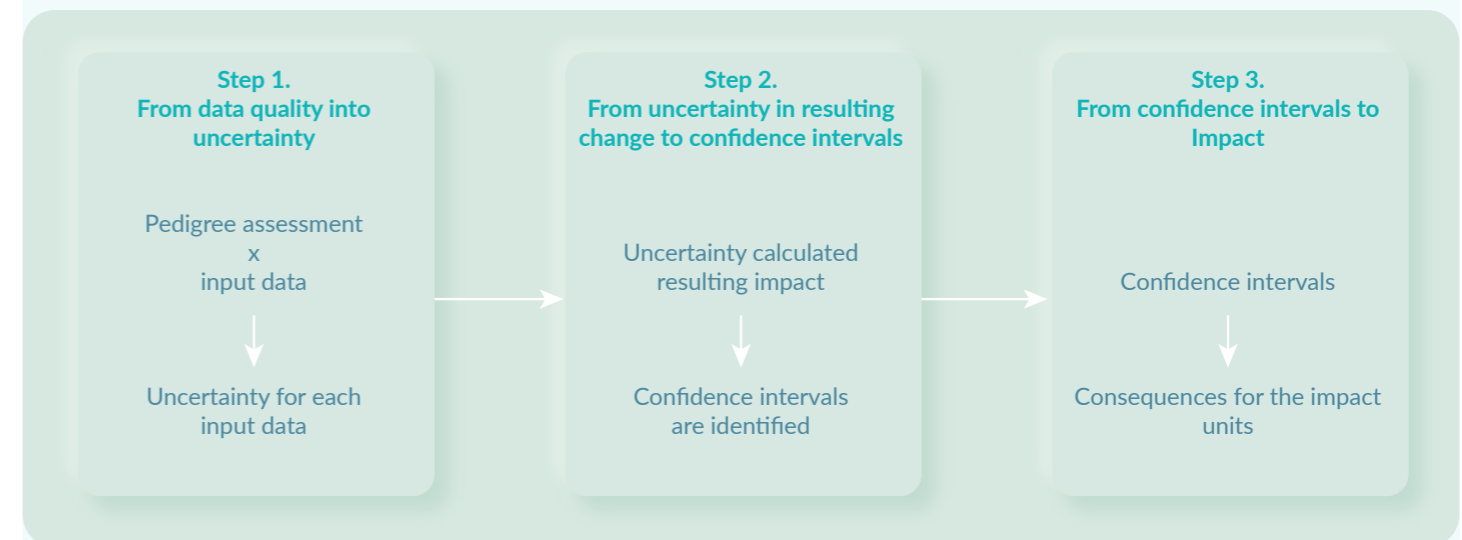 Step 1.
From data quality into
uncertainty
Pedigree assessment
x
input data
Uncertainty for each
input data
Step 2.
From uncertainty in resulting
change to confidence intervals
Uncertainty calculated
resulting impact
Confidence intervals
are identified
Step 3.
From confidence intervals to
Impact
Confidence intervals
Consequences for the impact
units